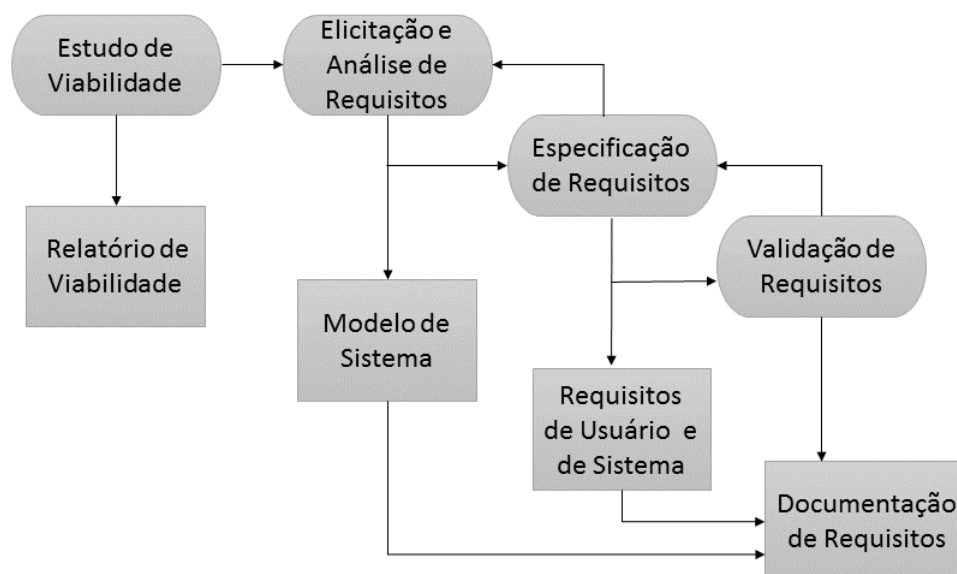 Estudo de
Viabilidade
Elicitação e
Análise de
Requisitos
Especificação
de Requisitos
Validação de
Requisitos
Relatório de
Viabilidade
Modelo de
Sistema
Requisitos
de Usuário e
de Sistema
Documentação
de Requisitos